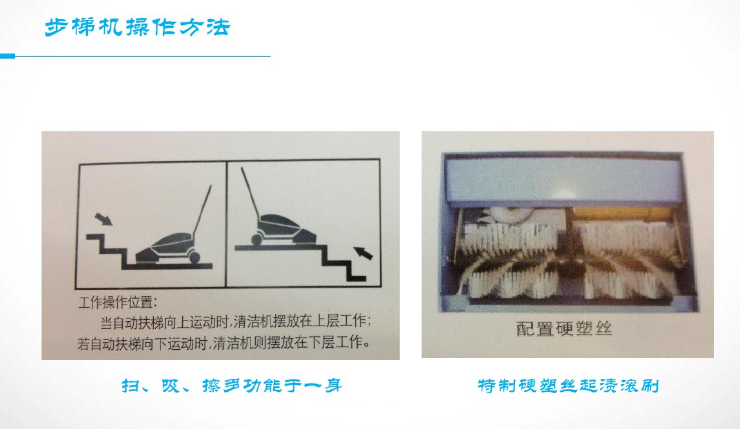 步梯机操作方法
工作操作位置:
当自动扶梯向上运动时,清洁机摆放在上层工作;
若自动扶梯向下运动时,清洁机则摆放在下层工作。
配置硬塑丝
扫、吸、擦多功能于一身
特制硬塑丝起渍滚刷